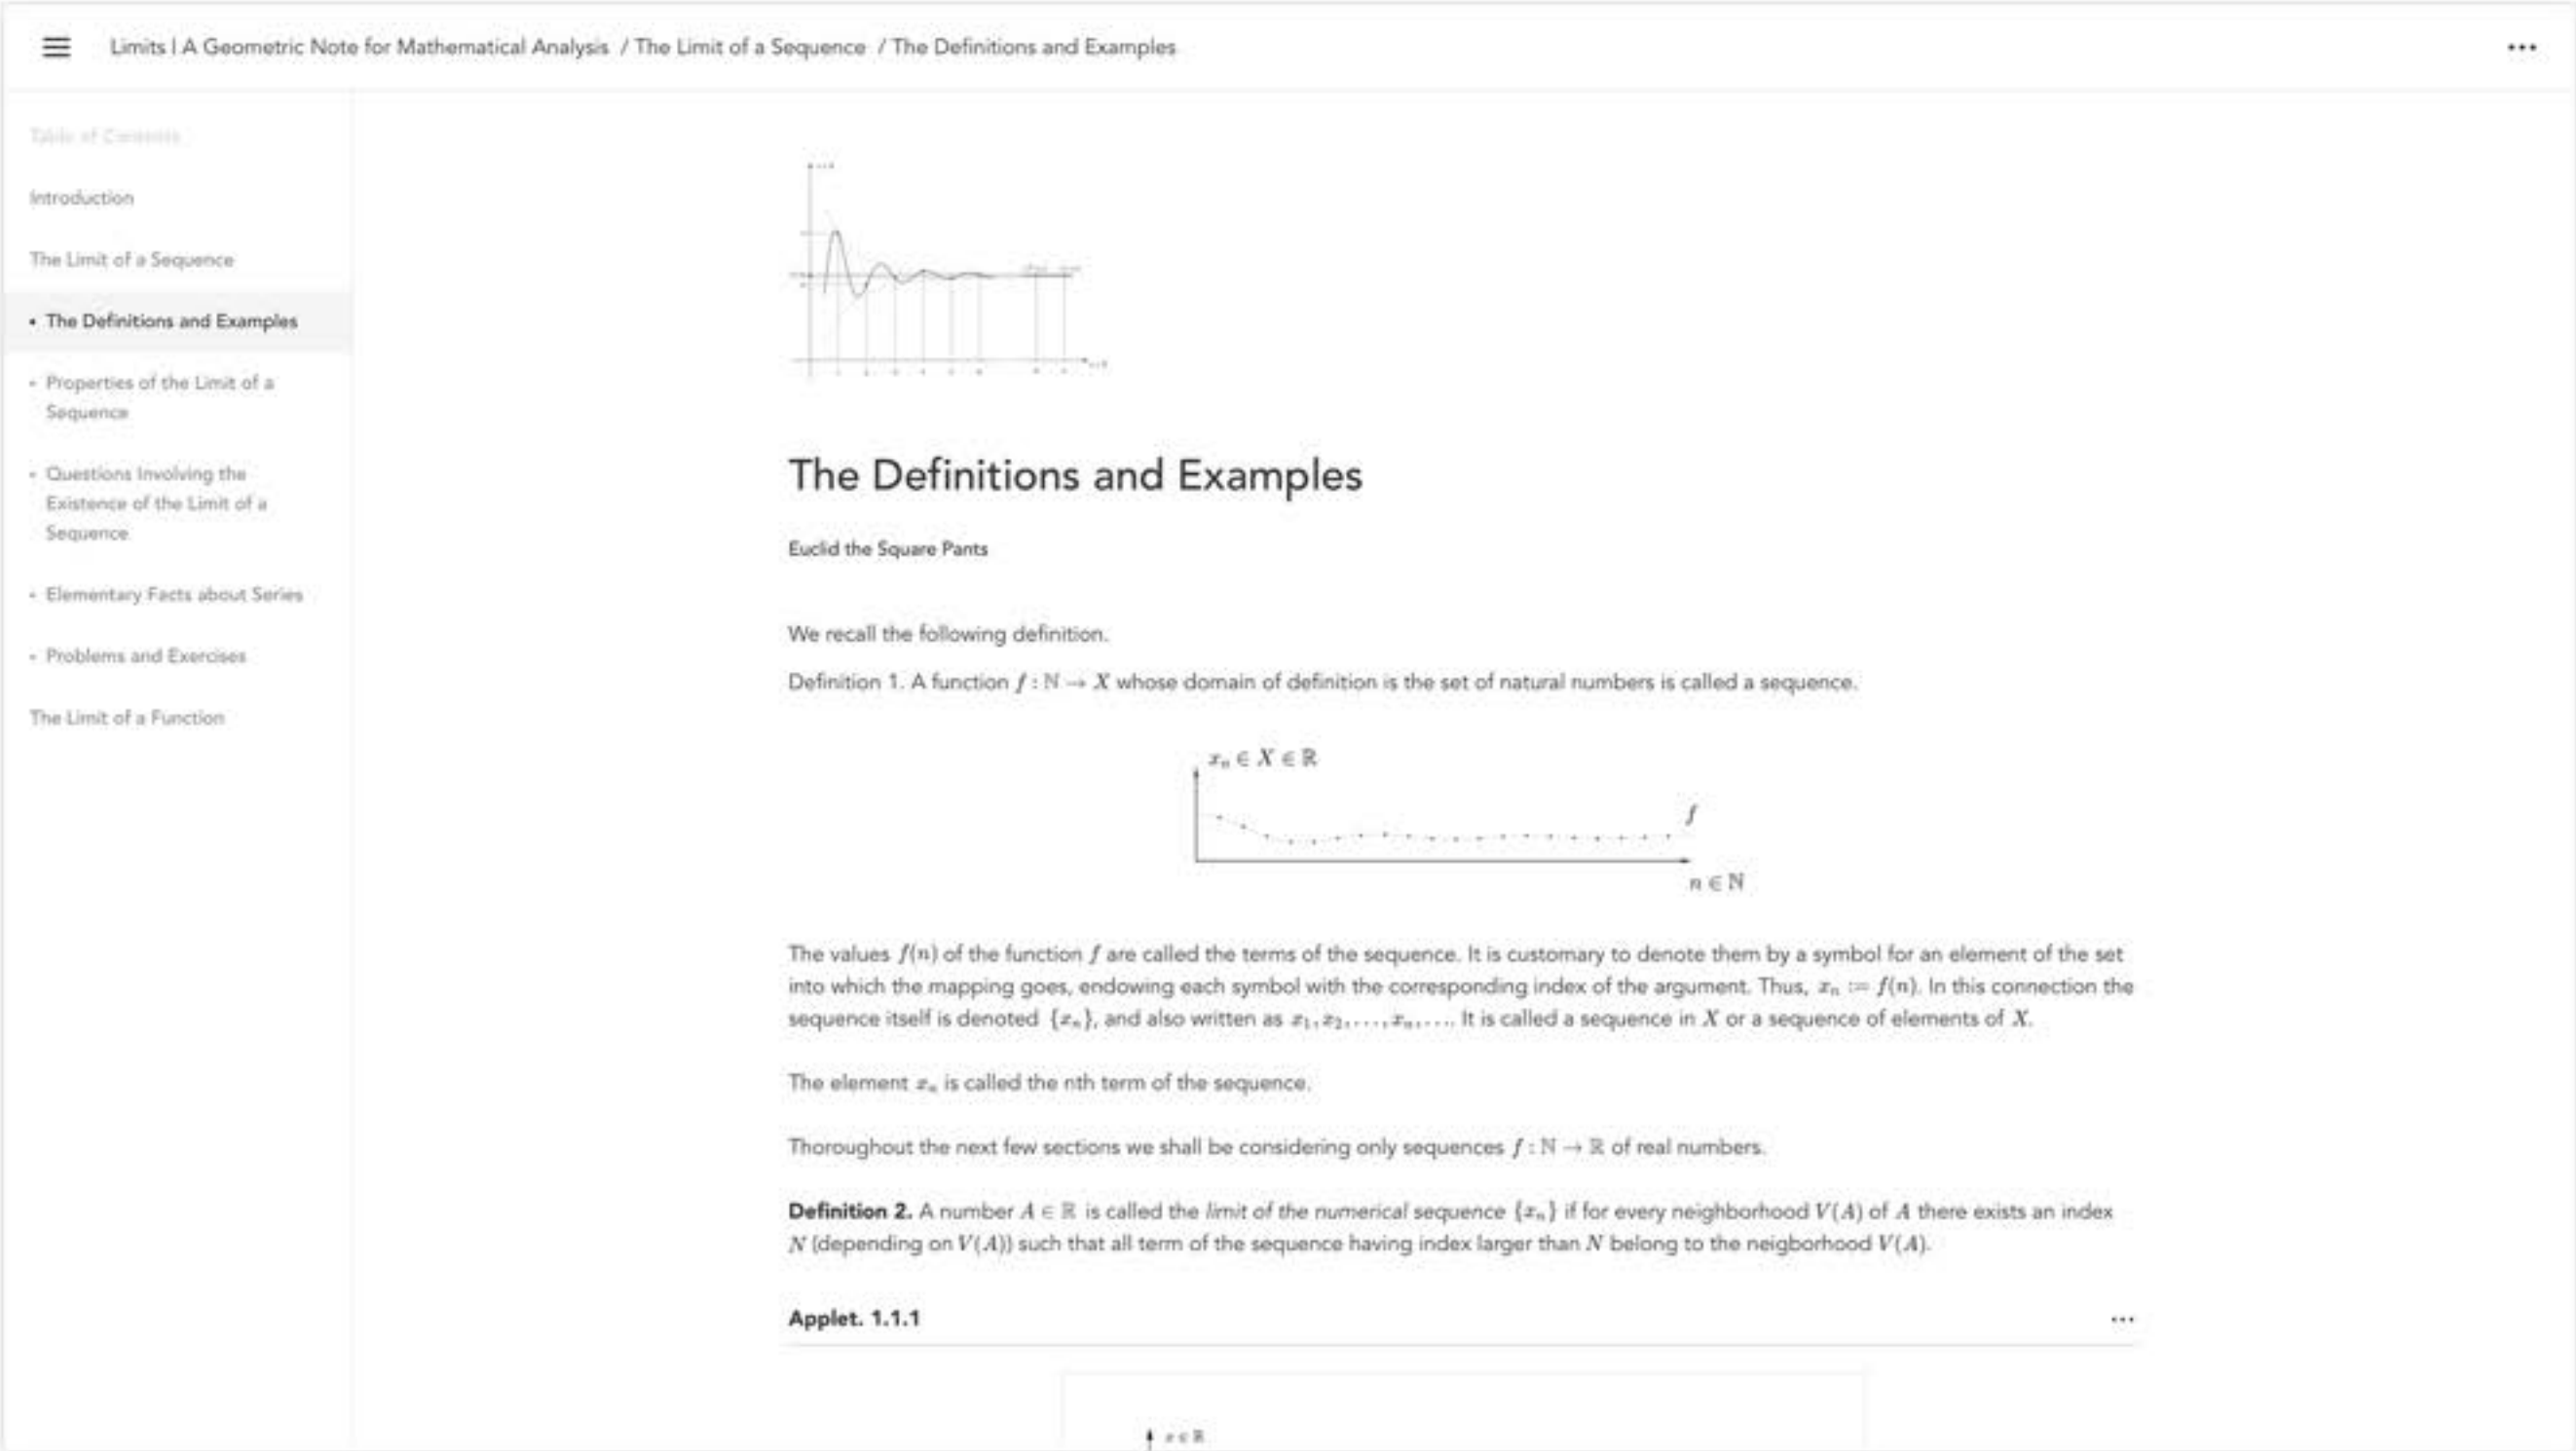 Limits | A Geometric Note for Mathematical Analysis / The Limit of a Sequence / The Definitions and Examples
Table of Contents
Introduction
The Limit of a Sequence
• The Definitions and Examples
• Properties of the Limit of a
Sequence
• Questions Involving the
Existence of the Limit of a
Sequence
• Elementary Facts about Series
• Problems and Exercises
The Limit of a Function
The Definitions and Examples
Euclid the Square Pants
We recall the following definition.
Definition 1. A function f : ℕ → X whose domain of definition is the set of natural numbers is called a sequence.
xₙ ∈ X ∈ ℝ
f
n ∈ ℕ
The values f(n) of the function f are called the terms of the sequence. It is customary to denote them by a symbol for an element of the set
into which the mapping goes, endowing each symbol with the corresponding index of the argument. Thus, xₙ := f(n). In this connection the
sequence itself is denoted {xₙ}, and also written as x₁, x₂, . . . , xₙ, . . . . It is called a sequence in X or a sequence of elements of X.
The element xₙ is called the nth term of the sequence.
Thoroughout the next few sections we shall be considering only sequences f : ℕ → ℝ of real numbers.
Definition 2. A number A ∈ ℝ is called the limit of the numerical sequence {xₙ} if for every neighborhood V(A) of A there exists an index
N (depending on V(A)) such that all term of the sequence having index larger than N belong to the neigborhood V(A).
Applet. 1.1.1
x ∈ ℝ